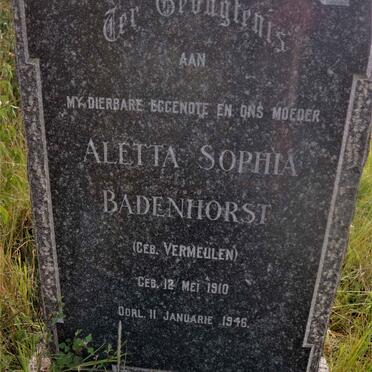 Ter Gedagtenis
AAN
MY DIERBARE EGGENOTE EN ONS MOEDER
ALETTA SOPHIA
BADENHORST
(GEB. VERMEULEN)
GEB. 12 MEI 1910
OORL. 11 JANUARIE 1946.